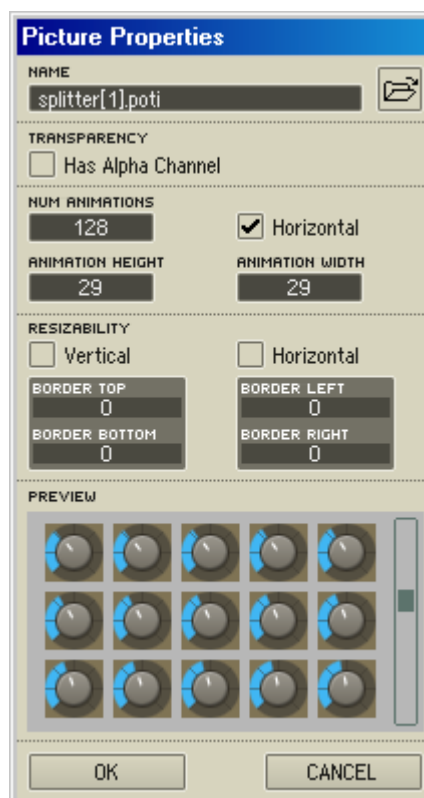 Picture Properties
NAME
splitter[1].poti
TRANSPARENCY
Has Alpha Channel
NUM ANIMATIONS
128 Horizontal
ANIMATION HEIGHT ANIMATION WIDTH
29 29
RESIZABILITY
Vertical Horizontal
BORDER TOP BORDER LEFT
0 0
BORDER BOTTOM BORDER RIGHT
0 0
PREVIEW
OK CANCEL